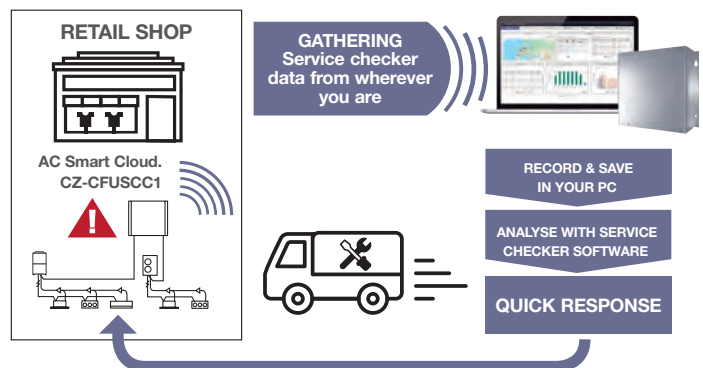 RETAIL SHOP
AC Smart Cloud.
CZ-CFUSCC1
GATHERING
Service checker
data from wherever
you are
RECORD & SAVE
IN YOUR PC
ANALYSE WITH SERVICE
CHECKER SOFTWARE
QUICK RESPONSE